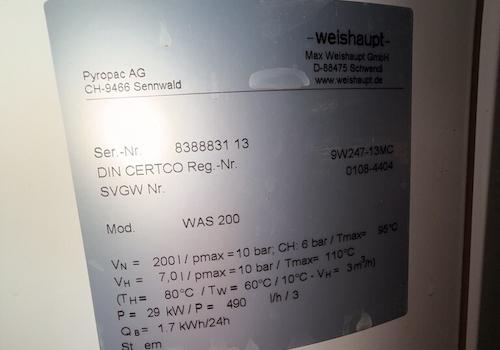 -weishaupt-
Max Weishaupt GmbH
D-88475 Schwendi
www.weishaupt.de
Pyropac AG
CH-9466 Sennwald
Ser.-Nr. 8388831 13 9W247-13MC
DIN CERTCO Reg.-Nr. 0108-4404
SVGW Nr.
Mod. WAS 200
VN = 200 l / pmax = 10 bar; CH: 6 bar / Tmax= 95°C
VH = 7,0 l / pmax = 10 bar / Tmax= 110°C
(TH= 80°C / TW = 60°C / 10°C - VH = 3 m³/h)
P = 29 kW / P = 490 l/h / 3
QB = 1.7 kWh/24h